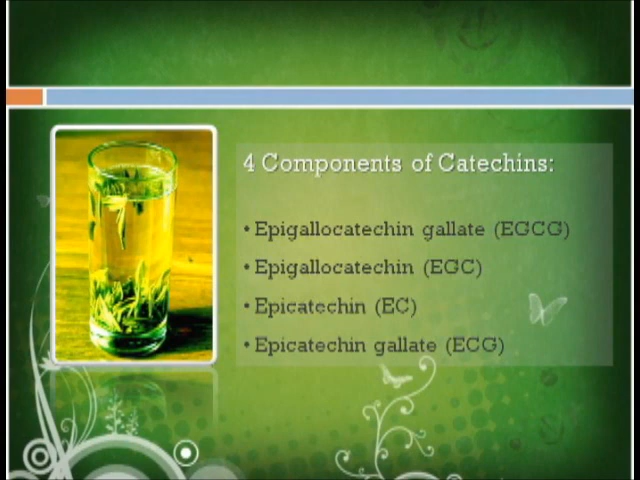 4 Components of Catechins:
• Epigallocatechin gallate (EGCG)
• Epigallocatechin (EGC)
• Epicatechin (EC)
• Epicatechin gallate (ECG)